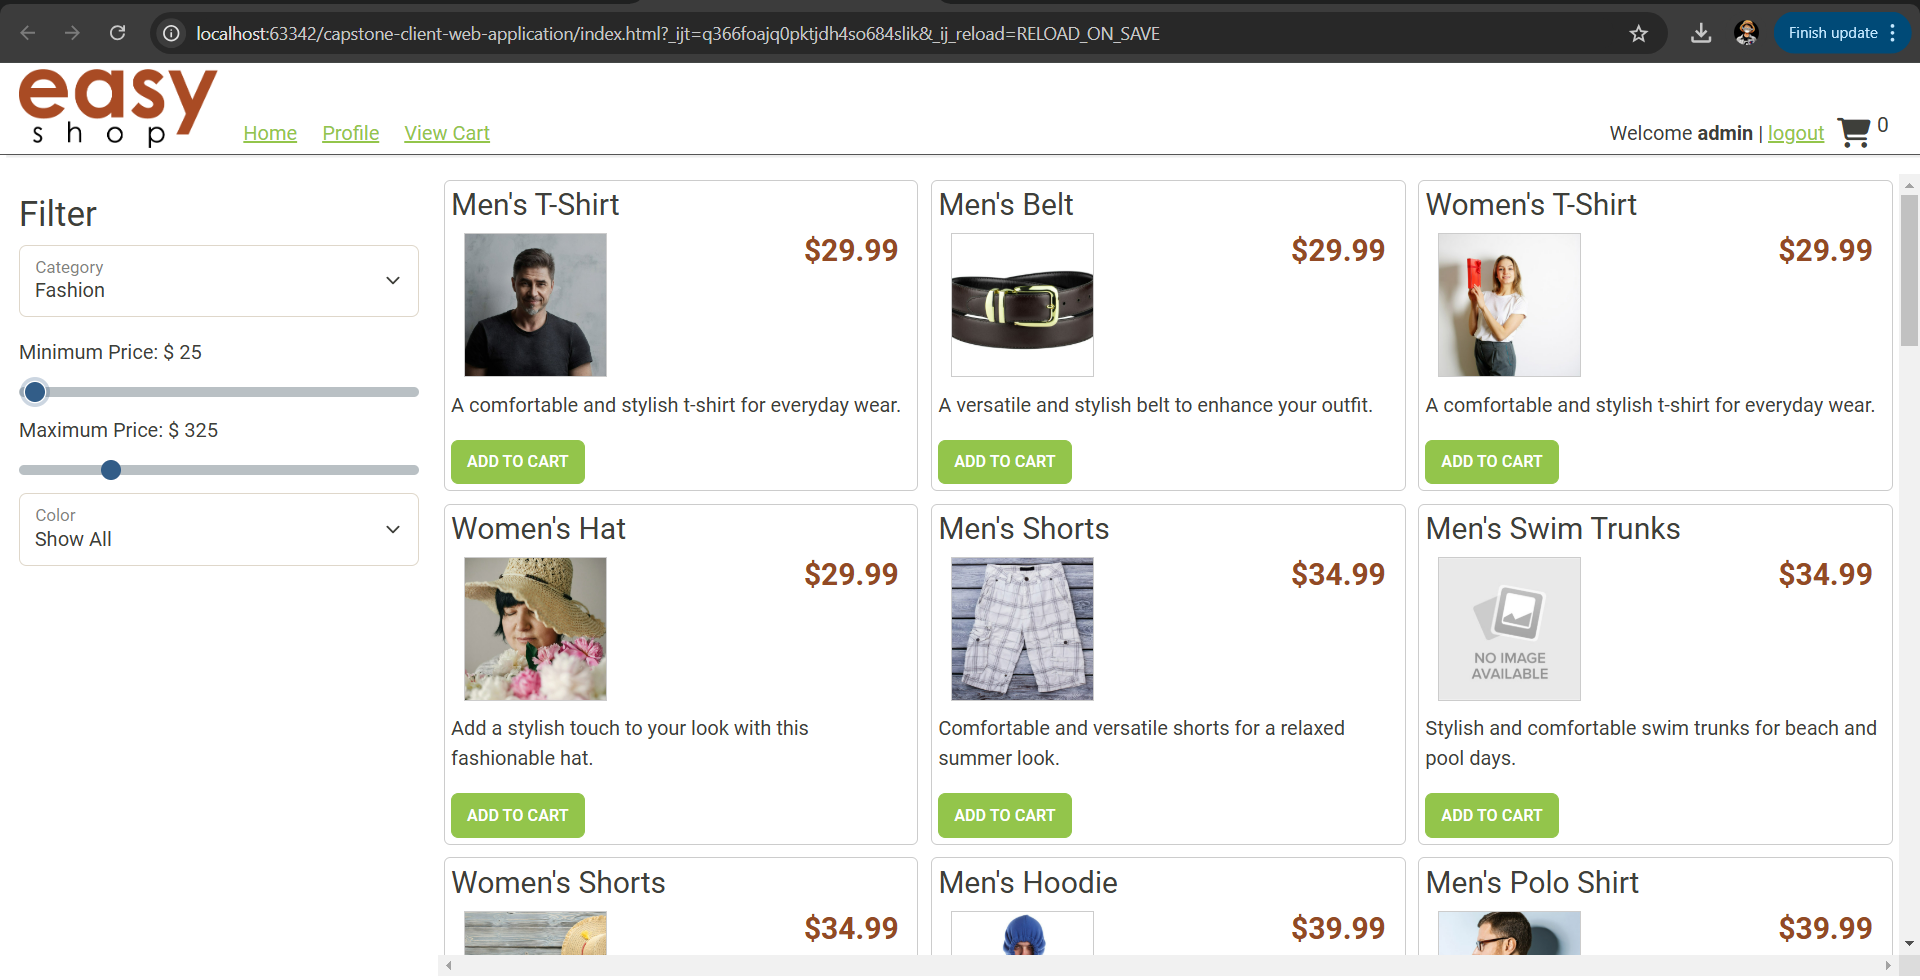 localhost:63342/capstone-client-web-application/index.html?_ijt=q366foajq0pktjdh4so684slik&_ij_reload=RELOAD_ON_SAVE
Finish update
easy
shop
Home Profile View Cart
Welcome admin | logout 0
Filter
Category
Fashion
Minimum Price: $ 25
Maximum Price: $ 325
Color
Show All
Men's T-Shirt
$29.99
A comfortable and stylish t-shirt for everyday wear.
ADD TO CART
Men's Belt
$29.99
A versatile and stylish belt to enhance your outfit.
ADD TO CART
Women's T-Shirt
$29.99
A comfortable and stylish t-shirt for everyday wear.
ADD TO CART
Women's Hat
$29.99
Add a stylish touch to your look with this
fashionable hat.
ADD TO CART
Men's Shorts
$34.99
Comfortable and versatile shorts for a relaxed
summer look.
ADD TO CART
Men's Swim Trunks
$34.99
NO IMAGE
AVAILABLE
Stylish and comfortable swim trunks for beach and
pool days.
ADD TO CART
Women's Shorts
$34.99
Men's Hoodie
$39.99
Men's Polo Shirt
$39.99